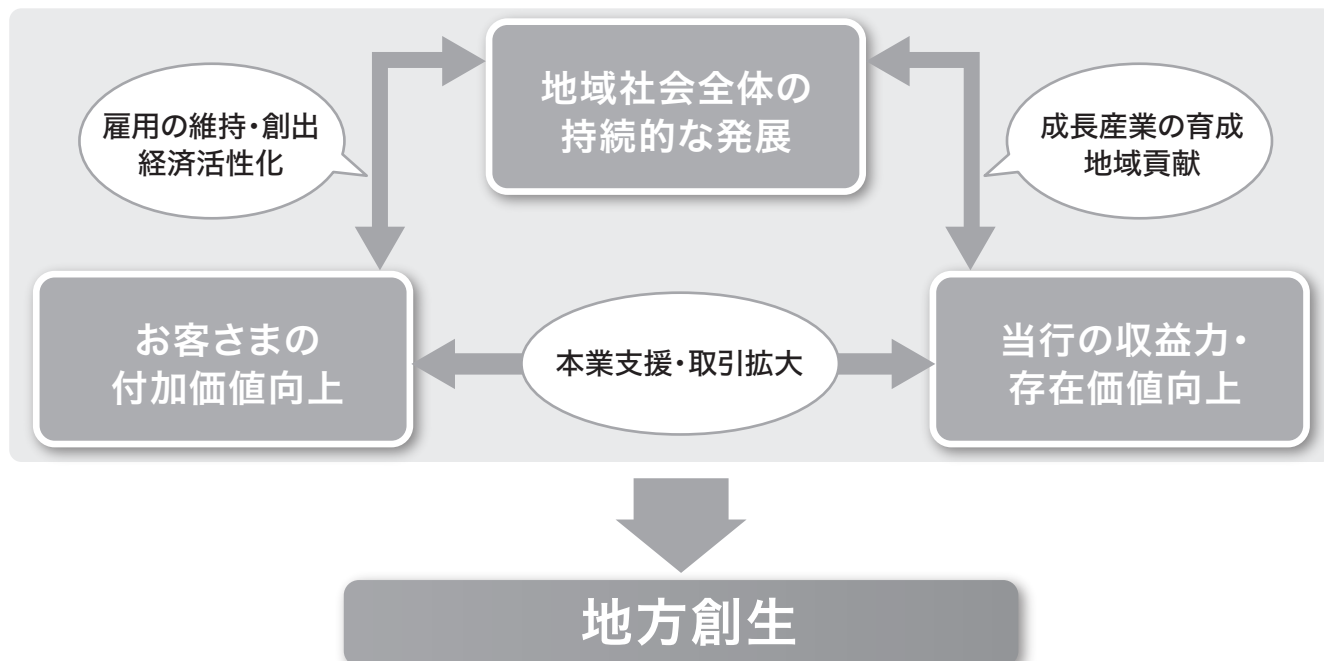 地域社会全体の
持続的な発展
雇用の維持・創出
経済活性化
成長産業の育成
地域貢献
お客さまの
付加価値向上
本業支援・取引拡大
当行の収益力・
存在価値向上
地方創生